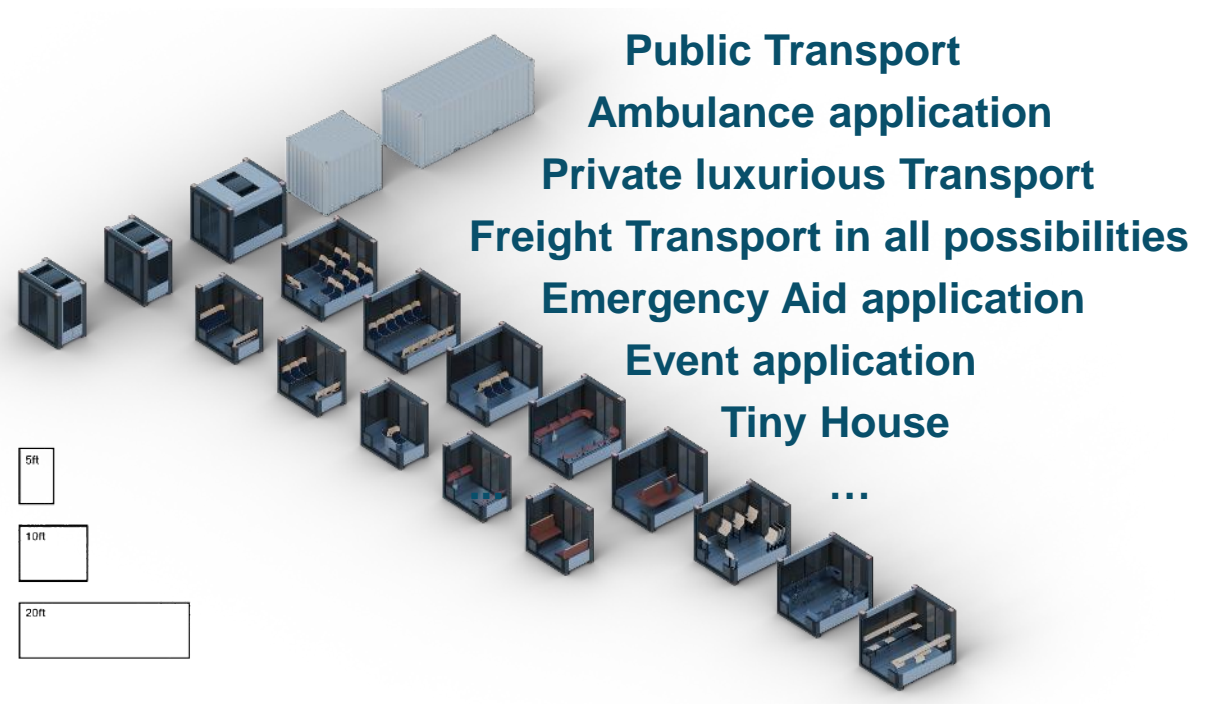 Public Transport
Ambulance application
Private luxurious Transport
Freight Transport in all possibilities
Emergency Aid application
Event application
Tiny House
... ...
5ft
10ft
20ft